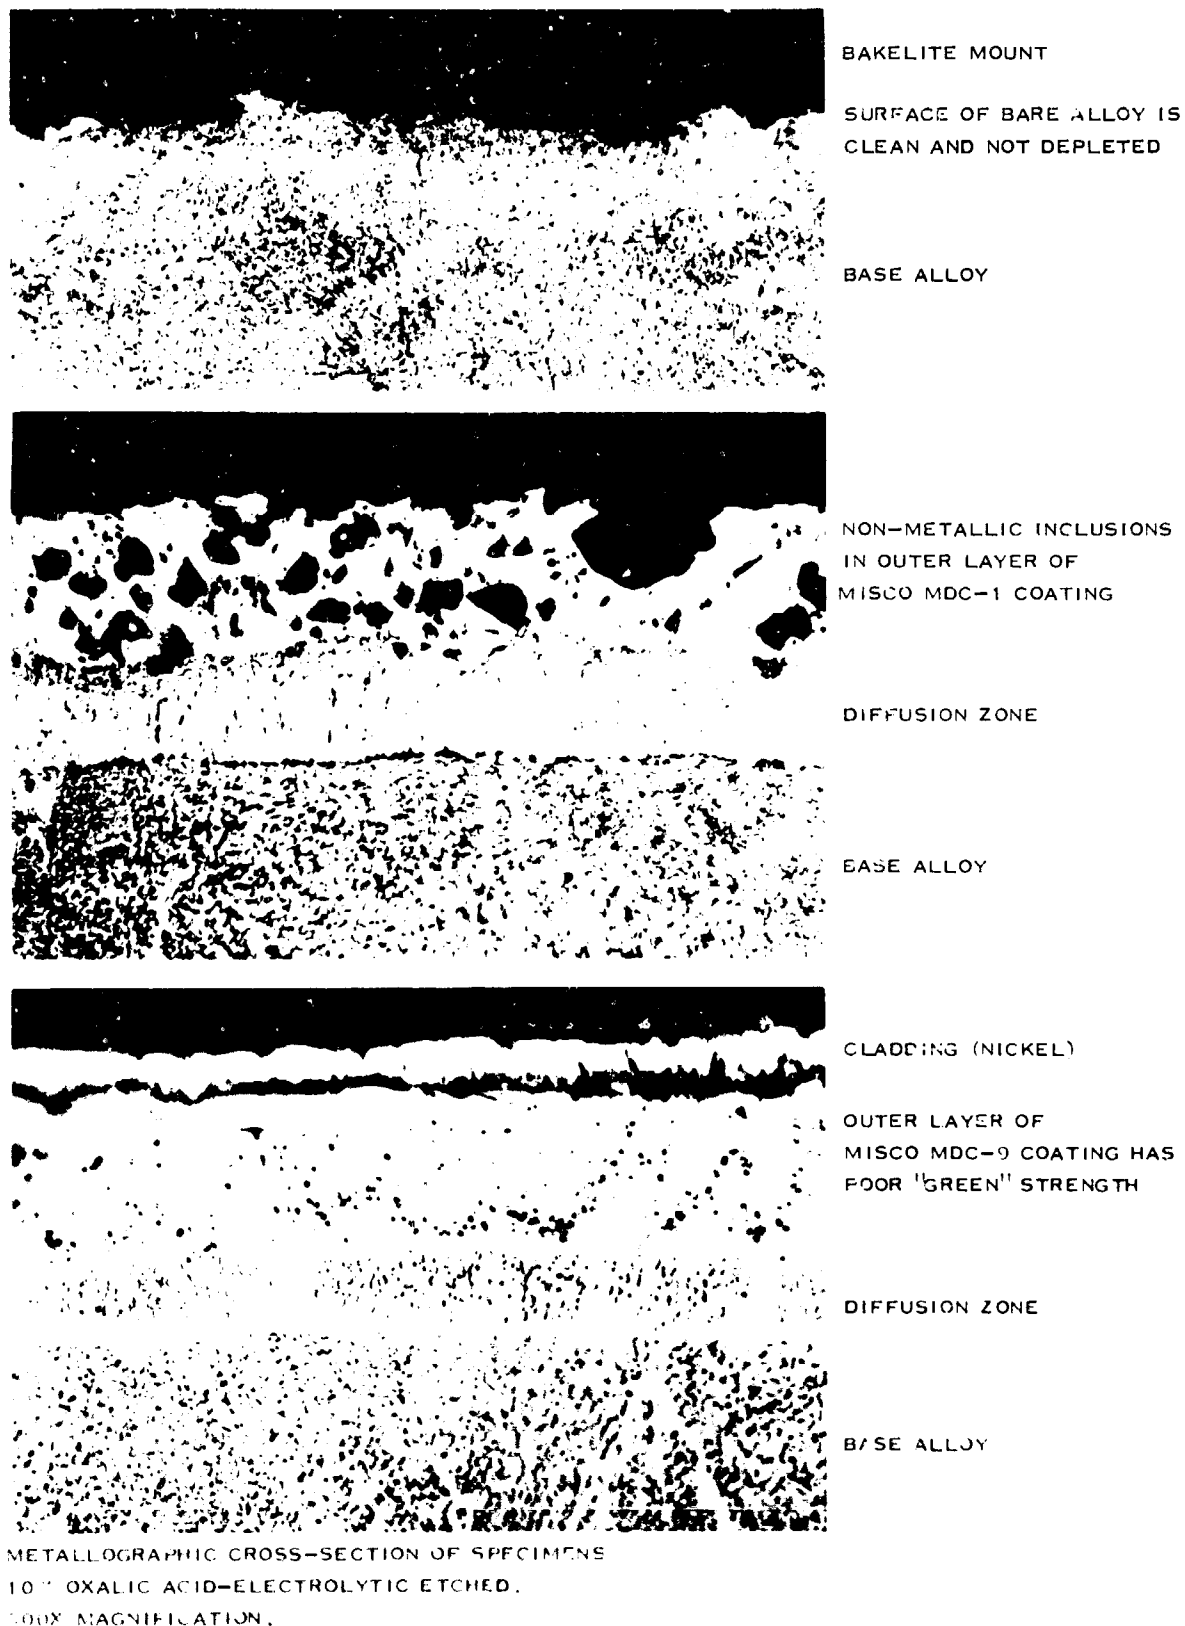 BAKELITE MOUNT
SURFACE OF BARE ALLOY IS
CLEAN AND NOT DEPLETED
BASE ALLOY
NON-METALLIC INCLUSIONS
IN OUTER LAYER OF
MISCO MDC-1 COATING
DIFFUSION ZONE
BASE ALLOY
CLADDING (NICKEL)
OUTER LAYER OF
MISCO MDC-9 COATING HAS
POOR "GREEN" STRENGTH
DIFFUSION ZONE
BASE ALLOY
METALLOGRAPHIC CROSS-SECTION OF SPECIMENS
OXALIC ACID-ELECTROLYTIC ETCHED.
MAGNIFICATION.